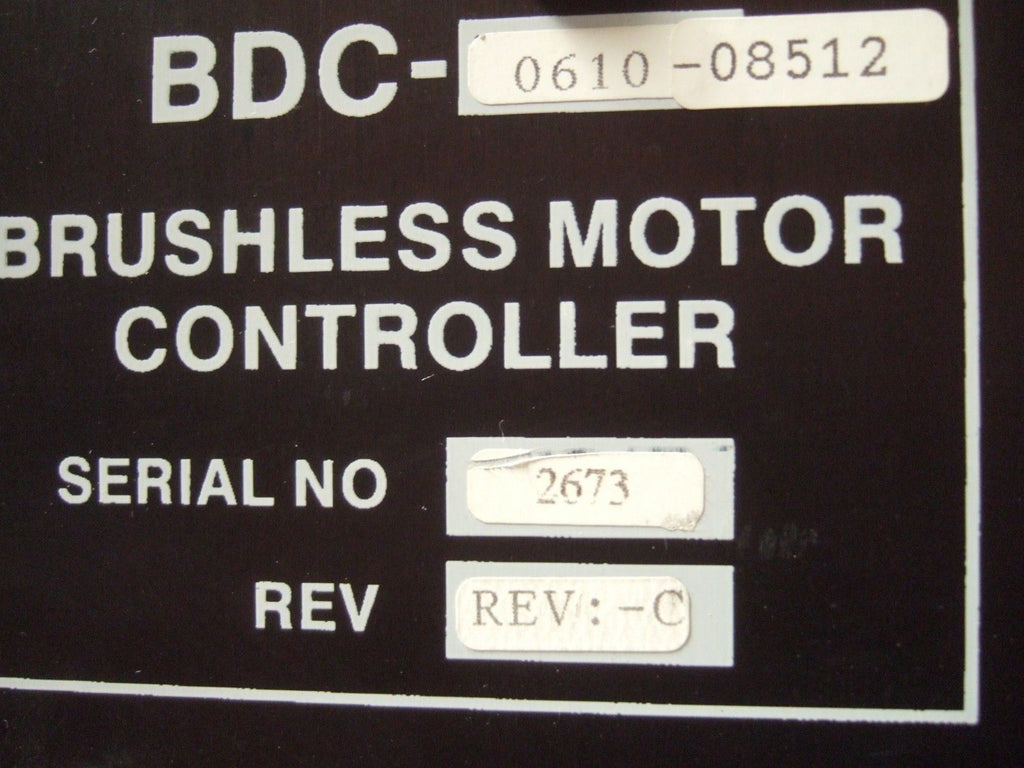 BDC-0610-08512
BRUSHLESS MOTOR
CONTROLLER
SERIAL NO 2673
REV REV:-C